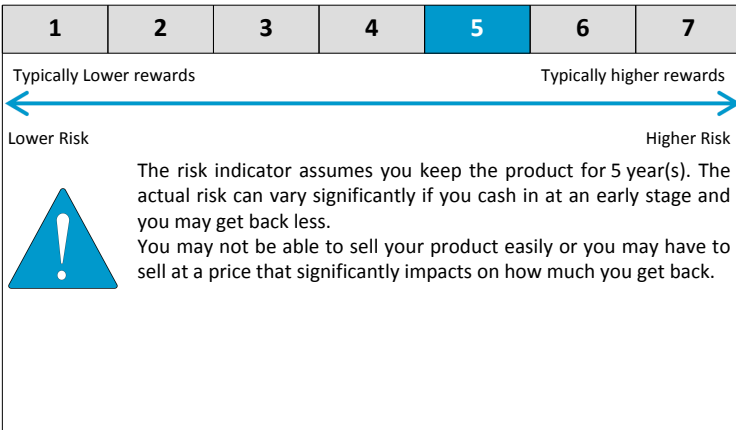 1 2 3 4 5 6 7
Typically Lower rewards Typically higher rewards
Lower Risk Higher Risk
The risk indicator assumes you keep the product for 5 year(s). The
actual risk can vary significantly if you cash in at an early stage and
you may get back less.
You may not be able to sell your product easily or you may have to
sell at a price that significantly impacts on how much you get back.